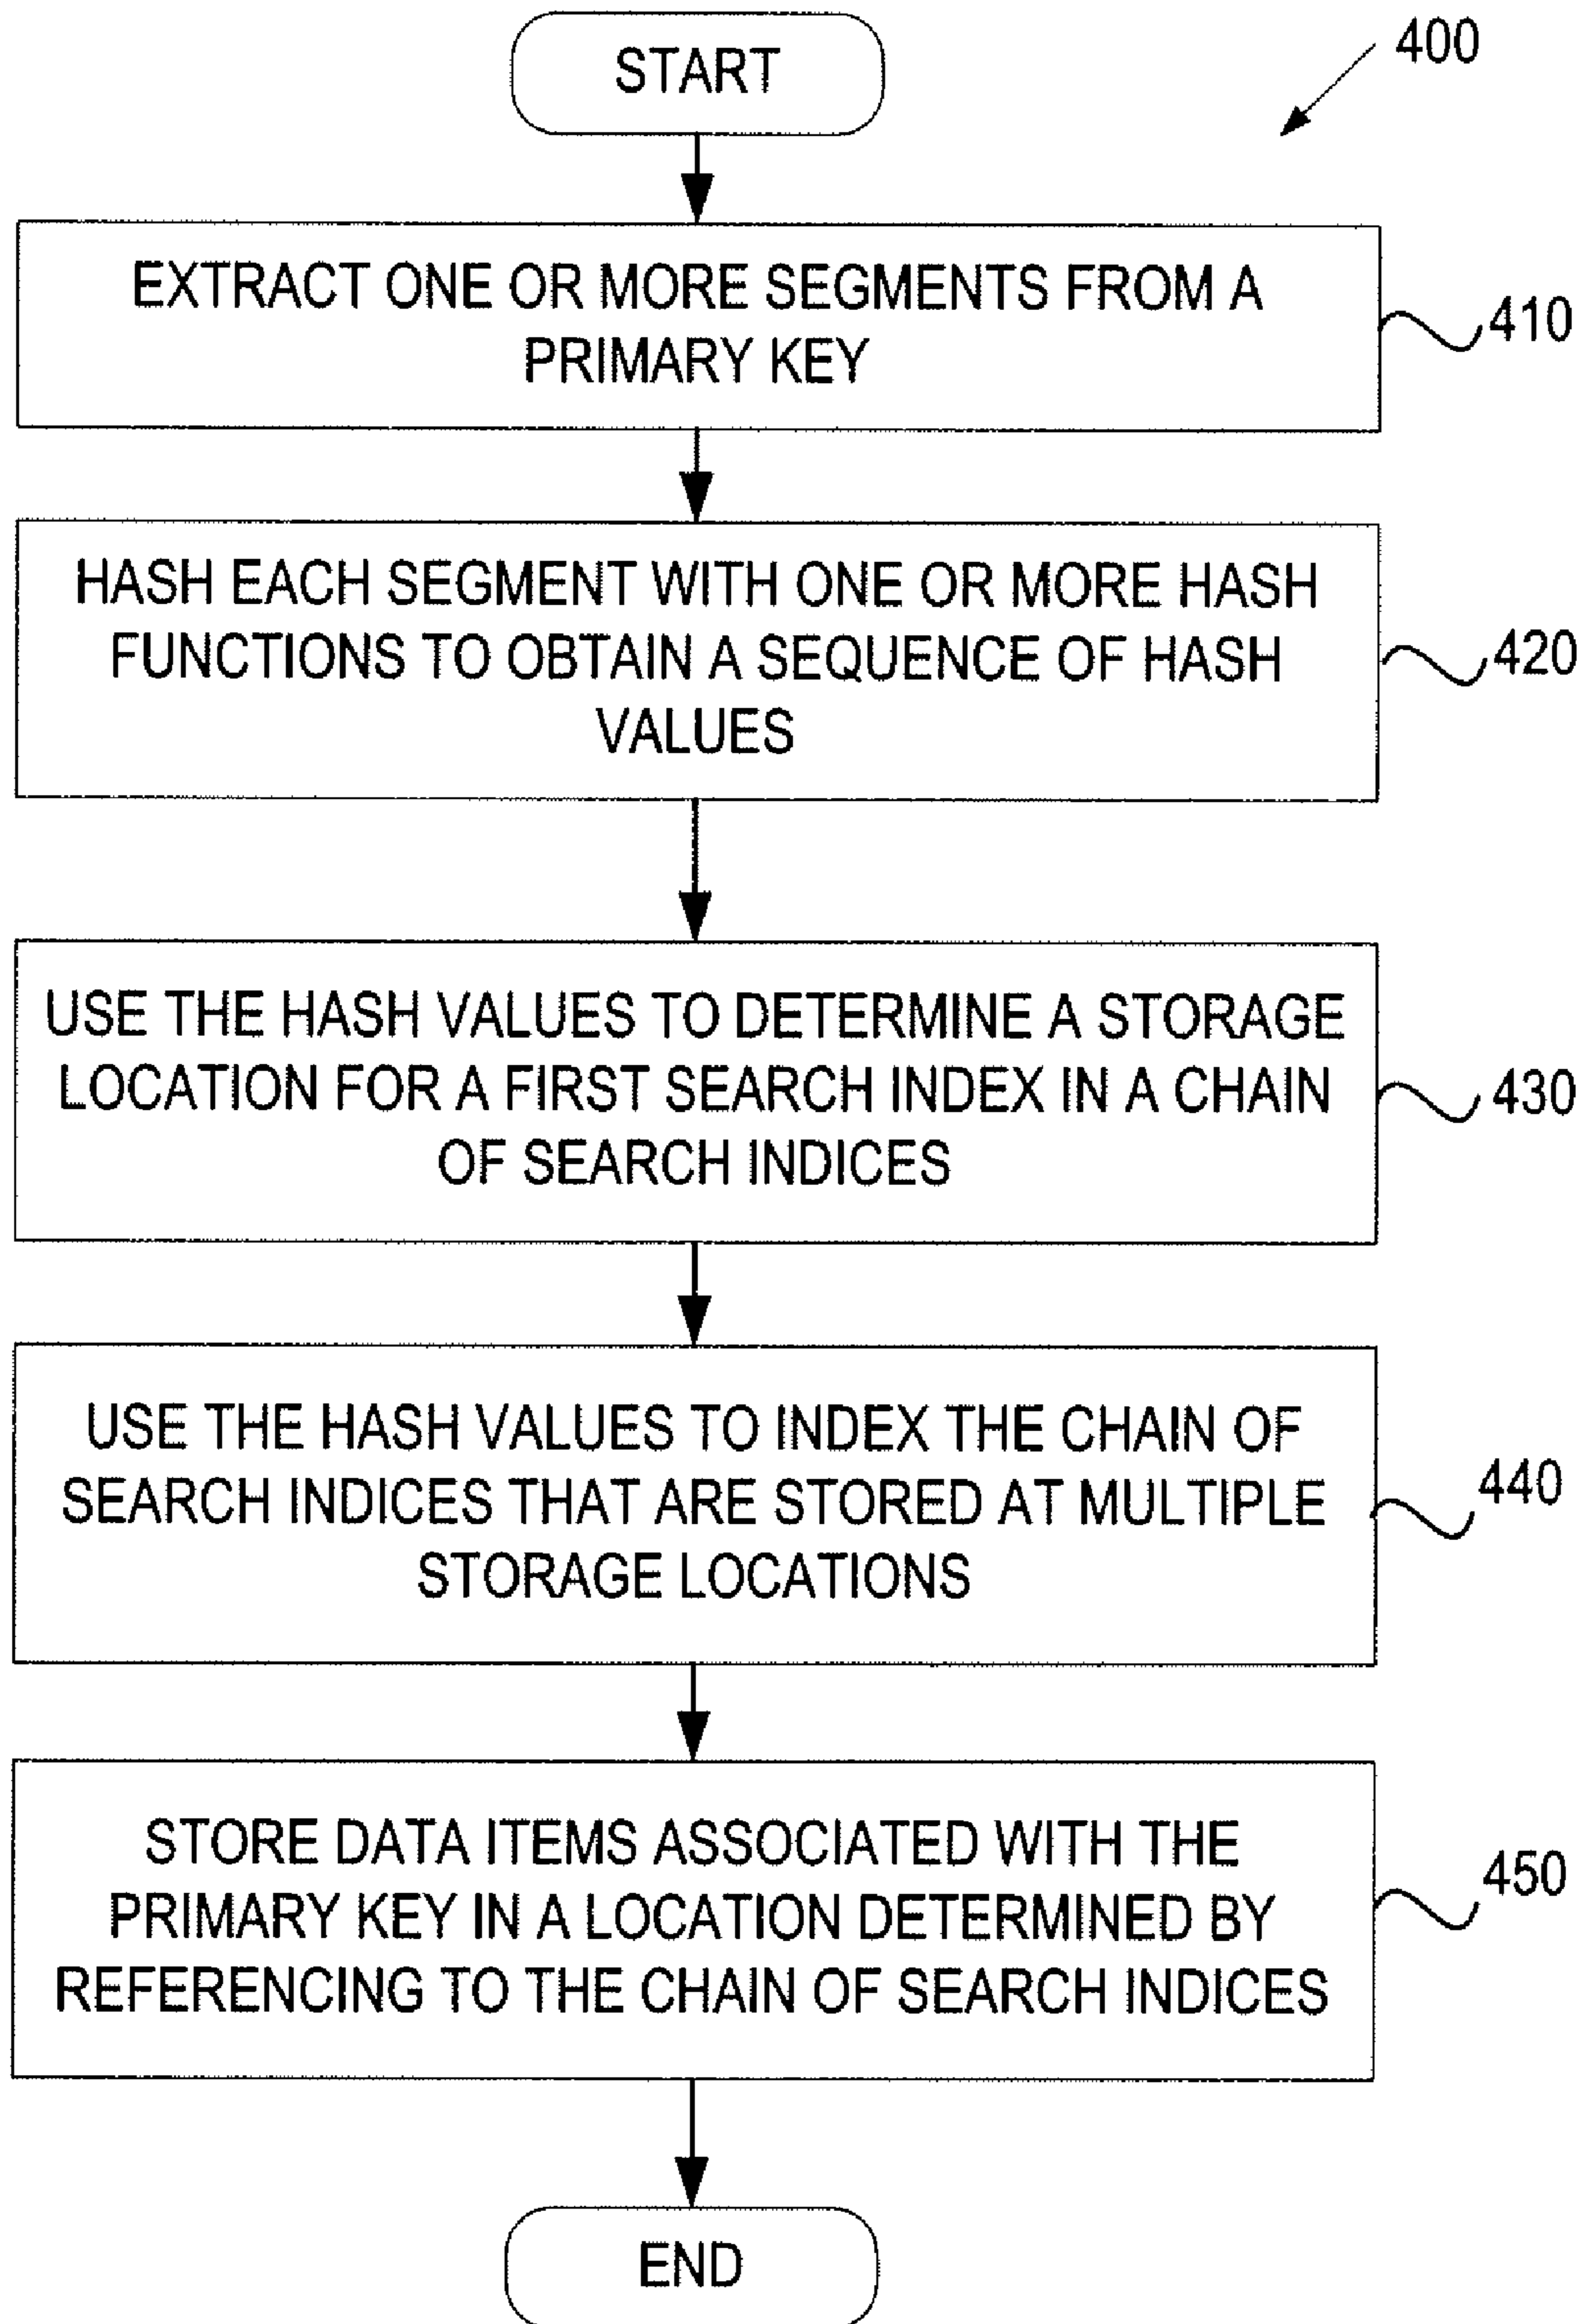 START
400
EXTRACT ONE OR MORE SEGMENTS FROM A
PRIMARY KEY
410
HASH EACH SEGMENT WITH ONE OR MORE HASH
FUNCTIONS TO OBTAIN A SEQUENCE OF HASH
VALUES
420
USE THE HASH VALUES TO DETERMINE A STORAGE
LOCATION FOR A FIRST SEARCH INDEX IN A CHAIN
OF SEARCH INDICES
430
USE THE HASH VALUES TO INDEX THE CHAIN OF
SEARCH INDICES THAT ARE STORED AT MULTIPLE
STORAGE LOCATIONS
440
STORE DATA ITEMS ASSOCIATED WITH THE
PRIMARY KEY IN A LOCATION DETERMINED BY
REFERENCING TO THE CHAIN OF SEARCH INDICES
450
END